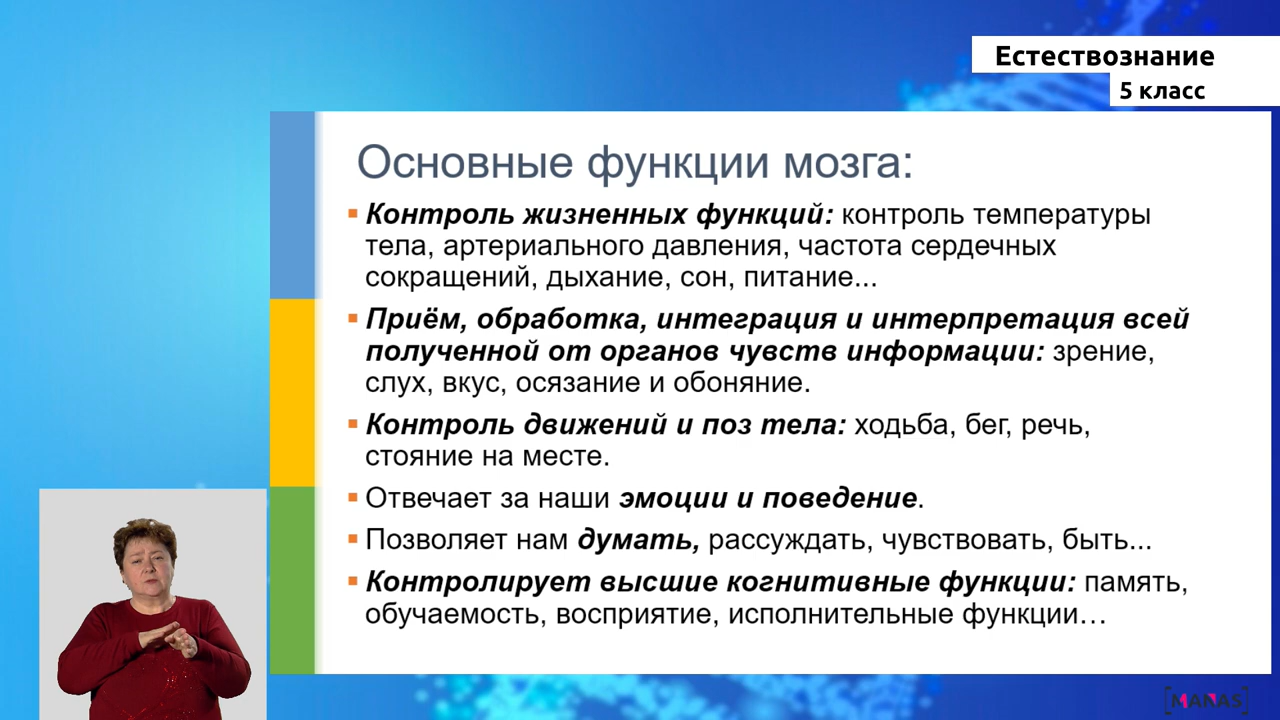 Естествознание
5 класс
Основные функции мозга:
▪ Контроль жизненных функций: контроль температуры
тела, артериального давления, частота сердечных
сокращений, дыхание, сон, питание...
▪ Приём, обработка, интеграция и интерпретация всей
полученной от органов чувств информации: зрение,
слух, вкус, осязание и обоняние.
▪ Контроль движений и поз тела: ходьба, бег, речь,
стояние на месте.
▪ Отвечает за наши эмоции и поведение.
▪ Позволяет нам думать, рассуждать, чувствовать, быть...
▪ Контролирует высшие когнитивные функции: память,
обучаемость, восприятие, исполнительные функции…
[MANAS]